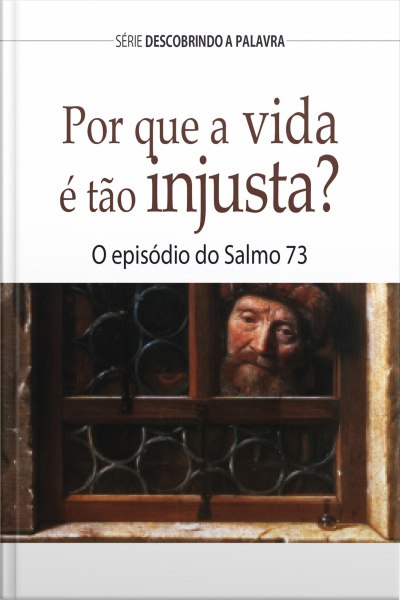 SÉRIE DESCOBRINDO A PALAVRA
Por que a vida
é tão injusta?
O episódio do Salmo 73